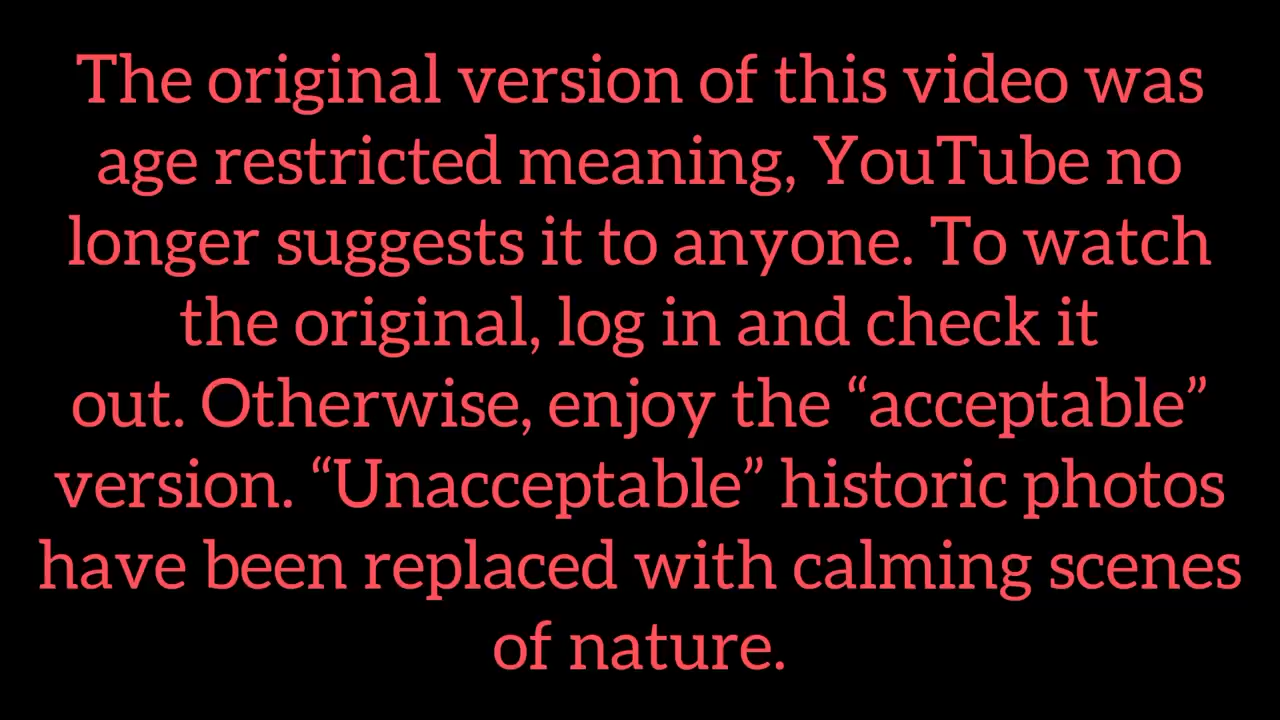 The original version of this video was
age restricted meaning, YouTube no
longer suggests it to anyone. To watch
the original, log in and check it
out. Otherwise, enjoy the “acceptable”
version. “Unacceptable” historic photos
have been replaced with calming scenes
of nature.